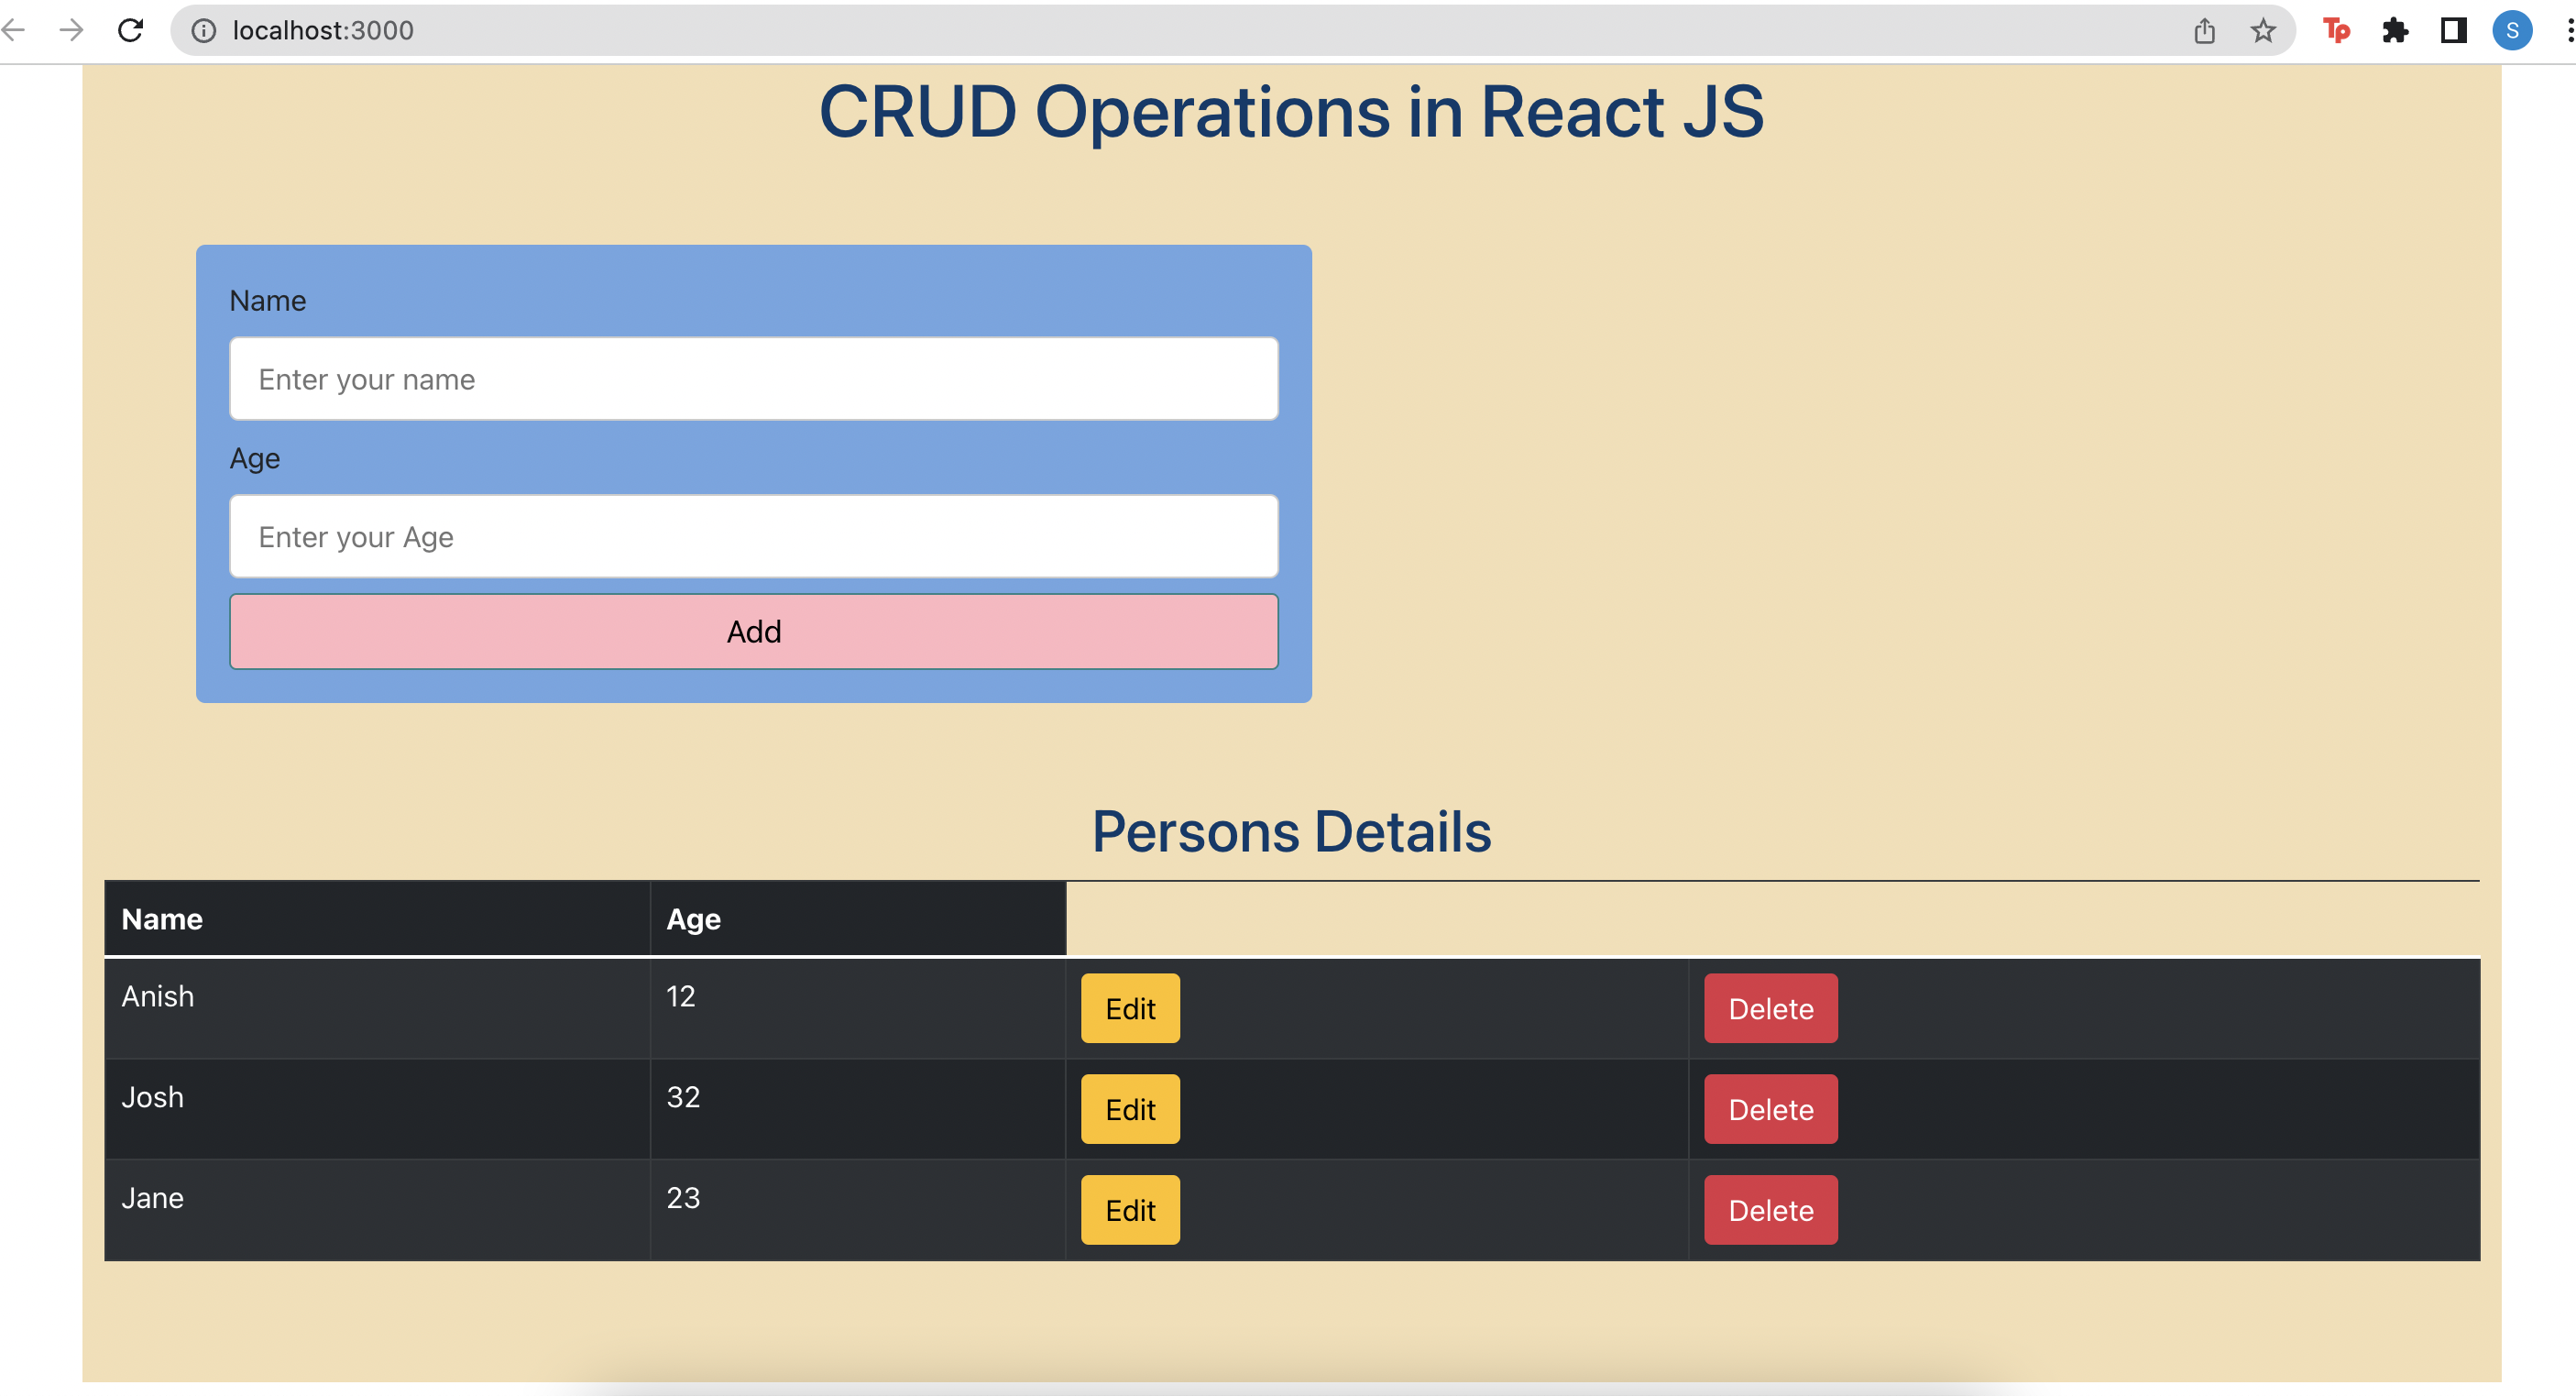 localhost:3000
Tp
S
CRUD Operations in React JS
Name
Enter your name
Age
Enter your Age
Add
Persons Details
Name Age
Anish 12 Edit Delete
Josh 32 Edit Delete
Jane 23 Edit Delete